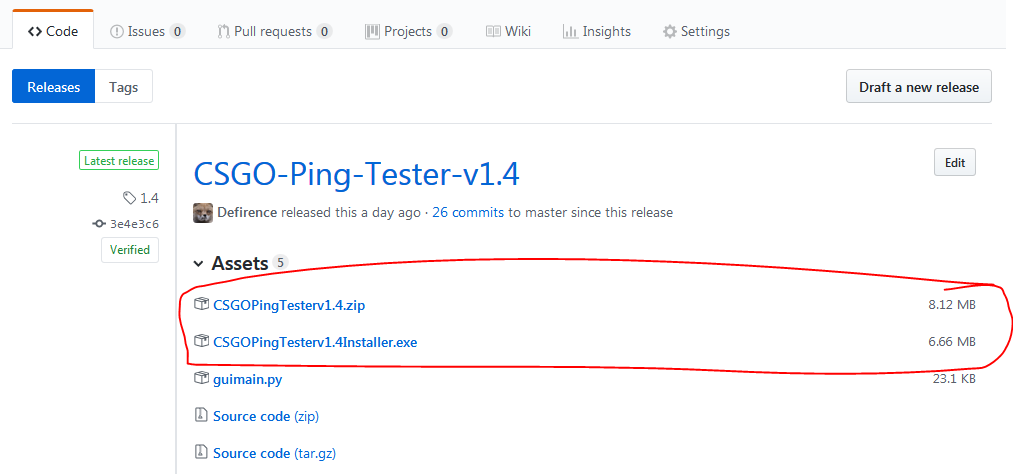 Code Issues 0 Pull requests 0 Projects 0 Wiki Insights Settings
Releases Tags Draft a new release
Latest release
CSGO-Ping-Tester-v1.4 Edit
1.4
Defirence released this a day ago · 26 commits to master since this release
3e4e3c6
Verified
Assets 5
CSGOPingTesterv1.4.zip 8.12 MB
CSGOPingTesterv1.4Installer.exe 6.66 MB
guimain.py 23.1 KB
Source code (zip)
Source code (tar.gz)